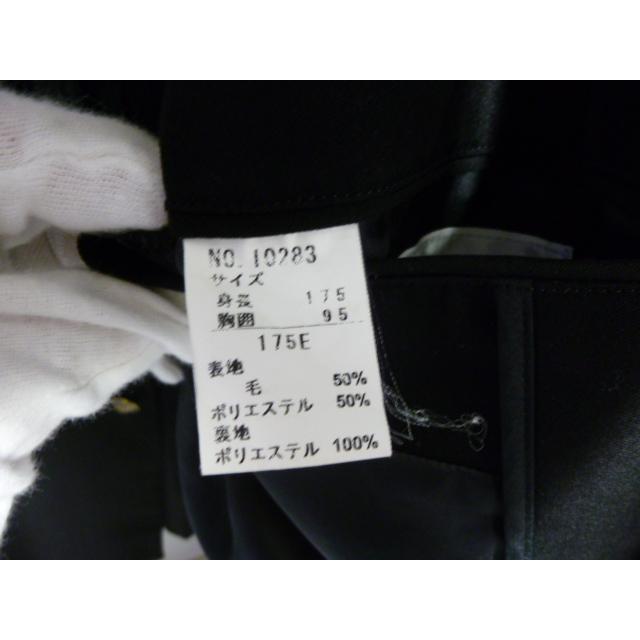 NO.10283
サイズ
身長 175
胸囲 95
175E
表地
毛 50%
ポリエステル 50%
裏地
ポリエステル 100%